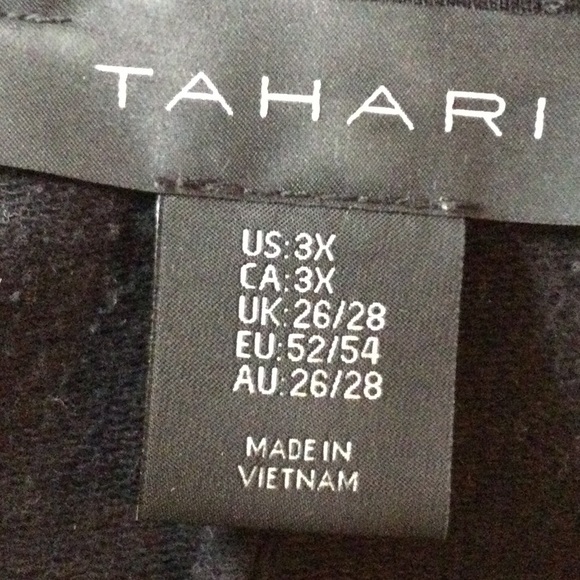 TAHARI
US:3X
CA:3X
UK:26/28
EU:52/54
AU:26/28
MADE IN
VIETNAM